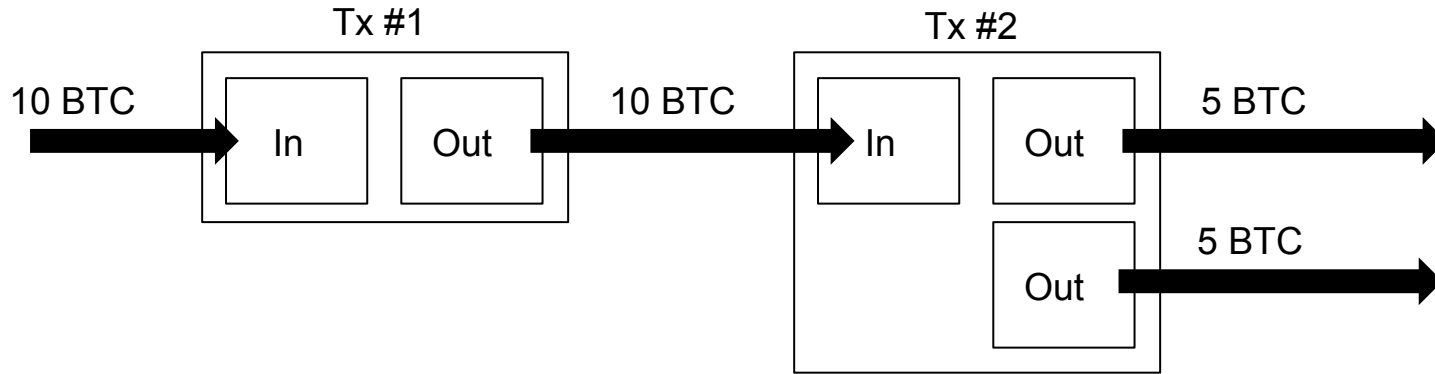 Tx #1
Tx #2
10 BTC
10 BTC
5 BTC
In
Out
In
Out
5 BTC
Out